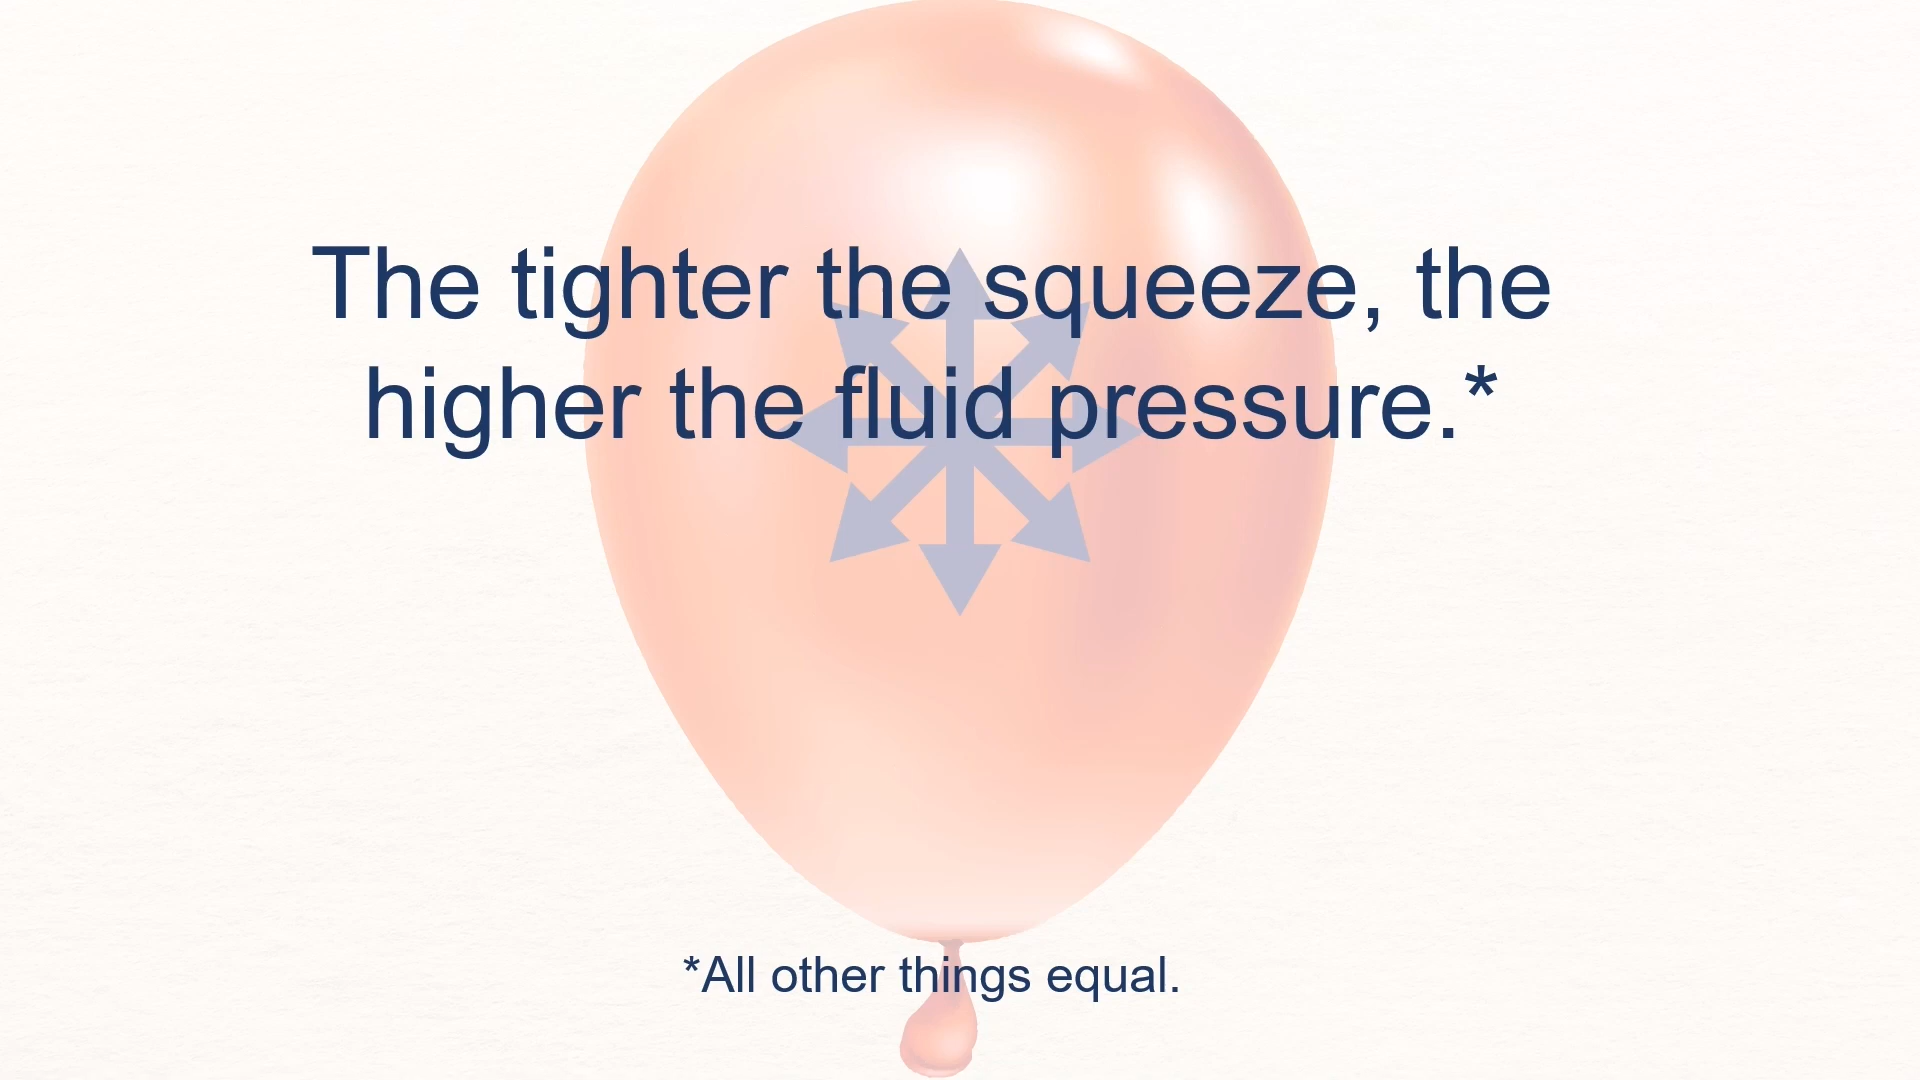 The tighter the squeeze, the
higher the fluid pressure.*
*All other things equal.